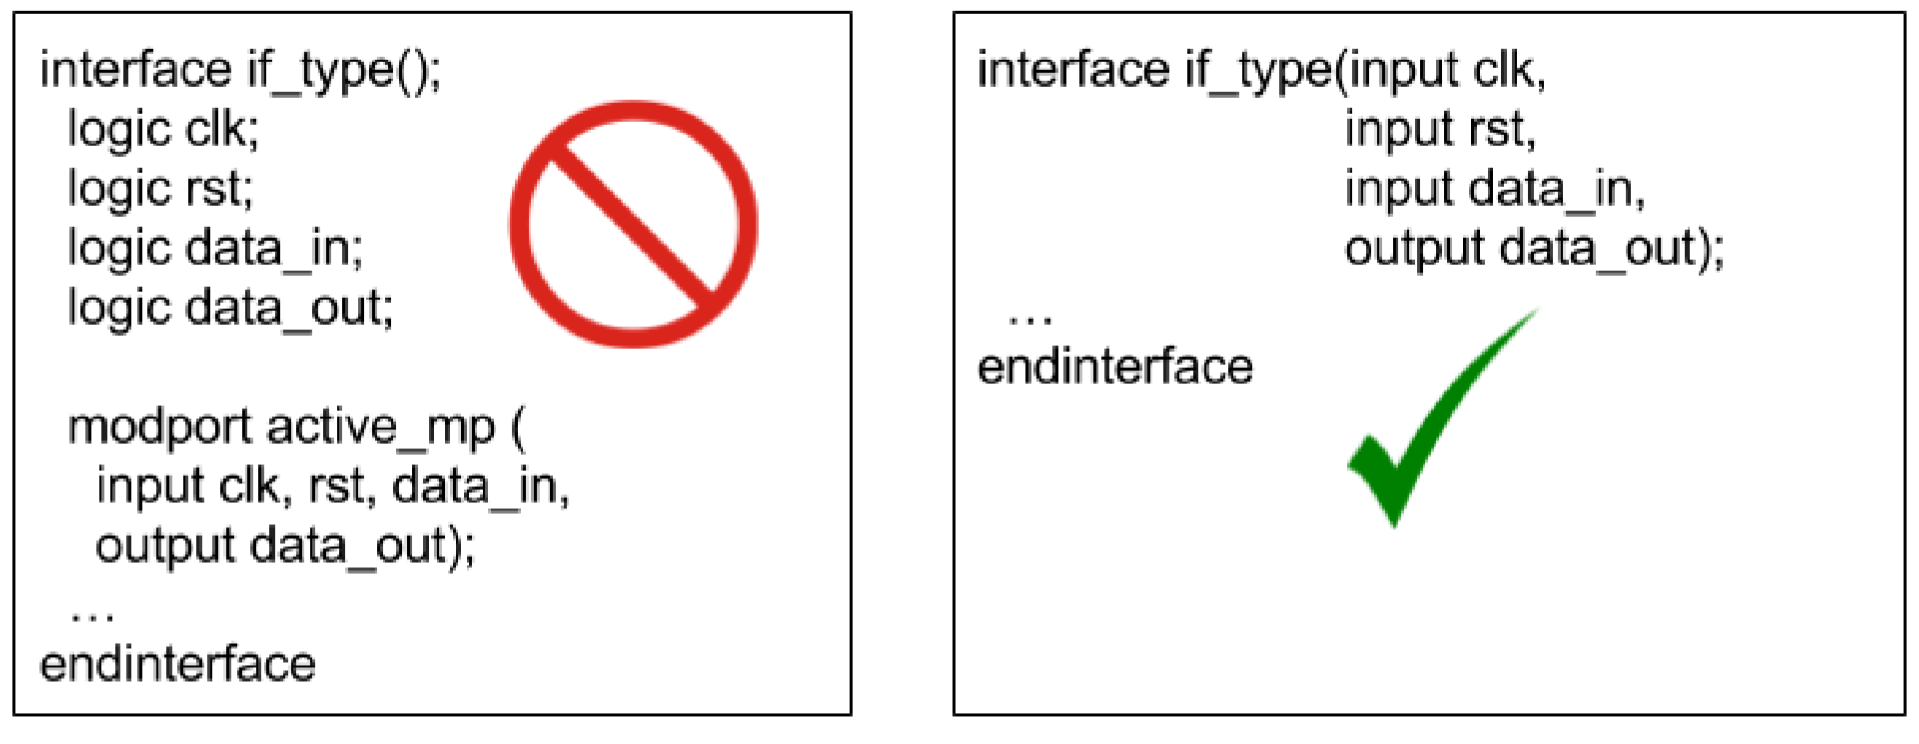 interface if_type();
logic clk;
logic rst;
logic data_in;
logic data_out;
modport active_mp (
input clk, rst, data_in,
output data_out);
…
endinterface
interface if_type(input clk,
input rst,
input data_in,
output data_out);
…
endinterface